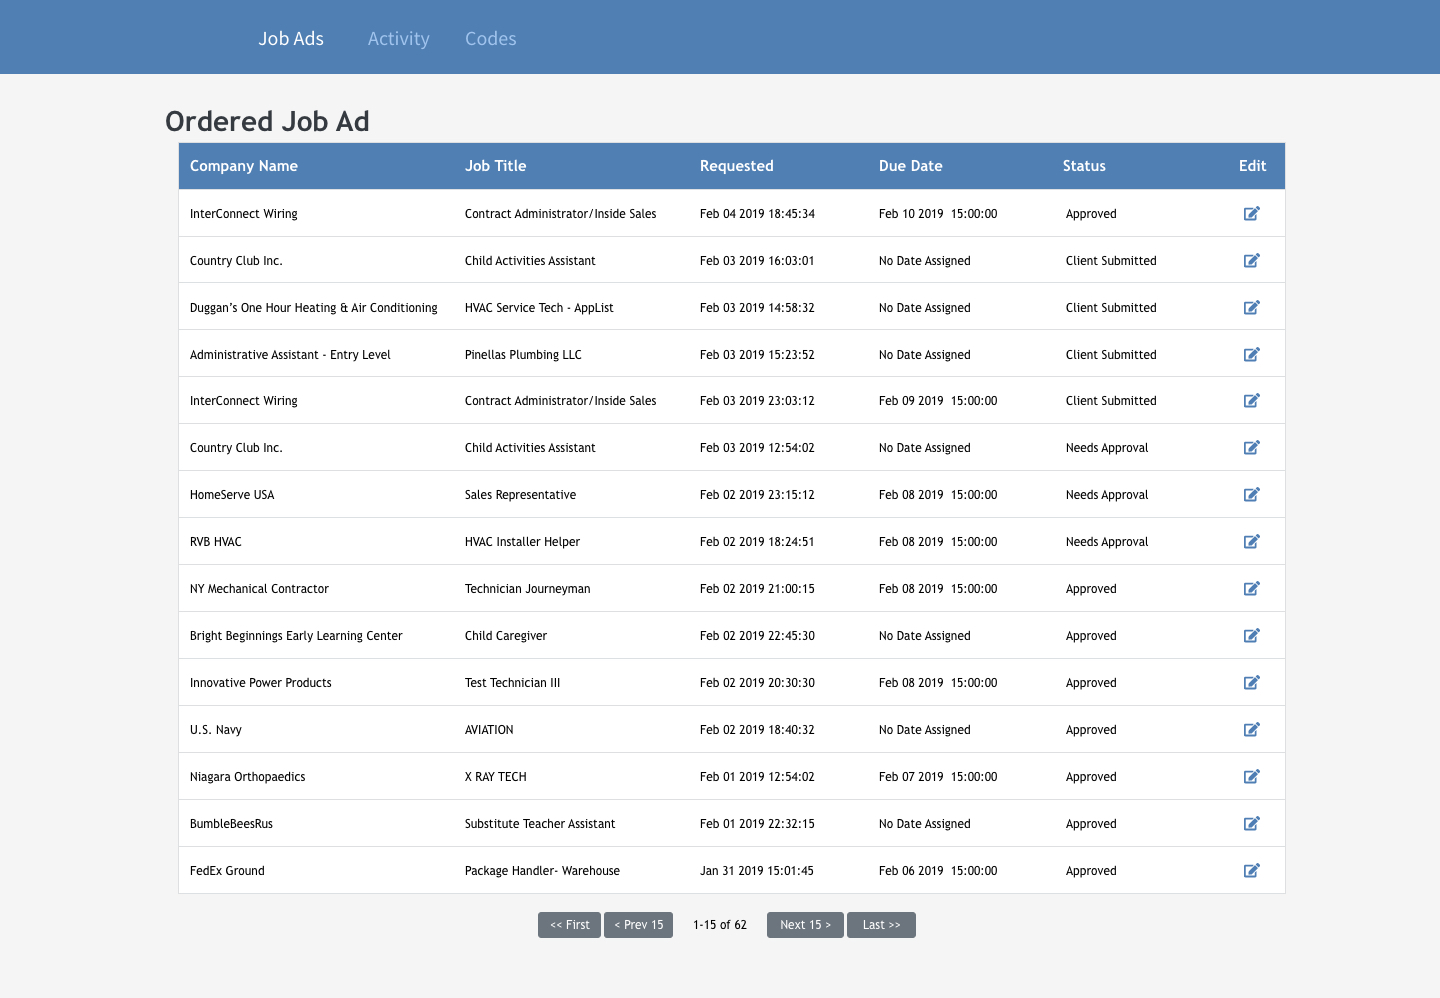 Job Ads Activity Codes
Ordered Job Ad
Company Name Job Title Requested Due Date Status Edit
InterConnect Wiring Contract Administrator/Inside Sales Feb 04 2019 18:45:34 Feb 10 2019 15:00:00 Approved
Country Club Inc. Child Activities Assistant Feb 03 2019 16:03:01 No Date Assigned Client Submitted
Duggan’s One Hour Heating & Air Conditioning HVAC Service Tech - AppList Feb 03 2019 14:58:32 No Date Assigned Client Submitted
Administrative Assistant - Entry Level Pinellas Plumbing LLC Feb 03 2019 15:23:52 No Date Assigned Client Submitted
InterConnect Wiring Contract Administrator/Inside Sales Feb 03 2019 23:03:12 Feb 09 2019 15:00:00 Client Submitted
Country Club Inc. Child Activities Assistant Feb 03 2019 12:54:02 No Date Assigned Needs Approval
HomeServe USA Sales Representative Feb 02 2019 23:15:12 Feb 08 2019 15:00:00 Needs Approval
RVB HVAC HVAC Installer Helper Feb 02 2019 18:24:51 Feb 08 2019 15:00:00 Needs Approval
NY Mechanical Contractor Technician Journeyman Feb 02 2019 21:00:15 Feb 08 2019 15:00:00 Approved
Bright Beginnings Early Learning Center Child Caregiver Feb 02 2019 22:45:30 No Date Assigned Approved
Innovative Power Products Test Technician III Feb 02 2019 20:30:30 Feb 08 2019 15:00:00 Approved
U.S. Navy AVIATION Feb 02 2019 18:40:32 No Date Assigned Approved
Niagara Orthopaedics X RAY TECH Feb 01 2019 12:54:02 Feb 07 2019 15:00:00 Approved
BumbleBeesRus Substitute Teacher Assistant Feb 01 2019 22:32:15 No Date Assigned Approved
FedEx Ground Package Handler- Warehouse Jan 31 2019 15:01:45 Feb 06 2019 15:00:00 Approved
<< First < Prev 15 1-15 of 62 Next 15 > Last >>